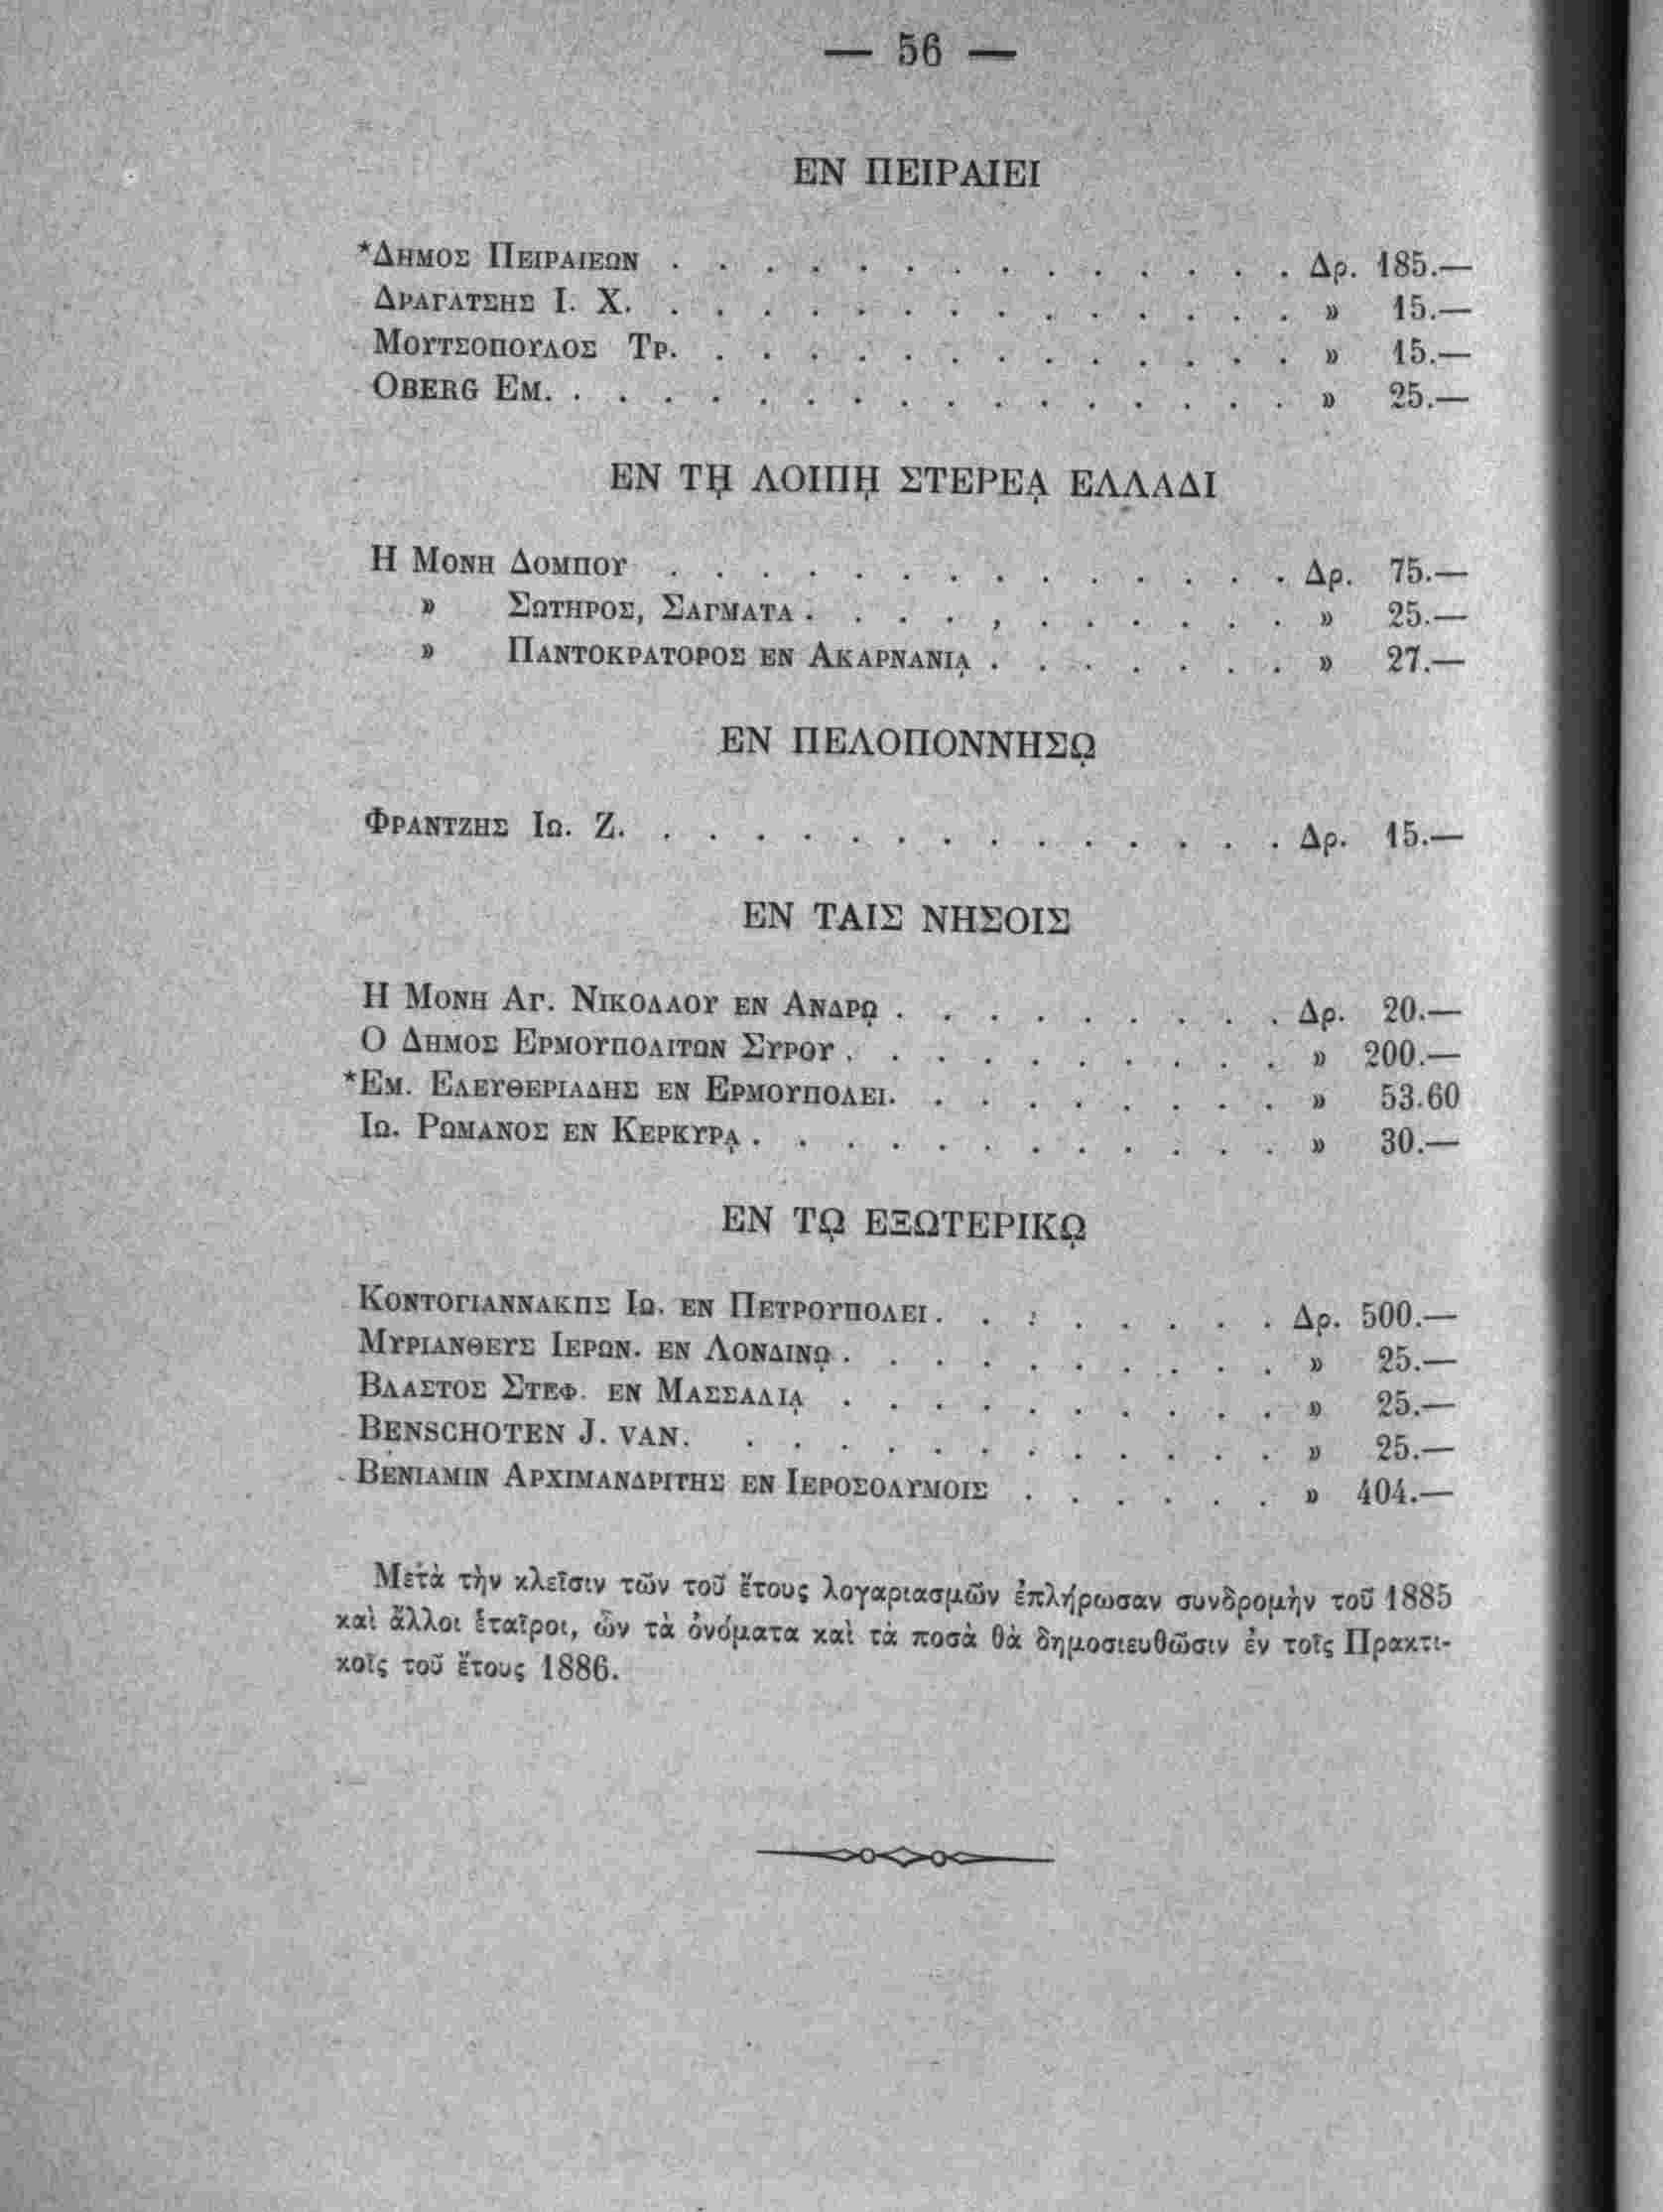 — 56 —
ΕΝ ΠΕΙΡΑΙΕΙ
*ΔΗΜΟΣ ΠΕΙΡΑΙΕΩΝ . . . . . . . . . . . . . . Δρ. 185.—
ΔΡΑΓΑΤΣΗΣ Ι. Χ. . . . . . . . . . . . . . . » 15.—
ΜΟΥΤΣΟΠΟΥΛΟΣ ΤΡ. . . . . . . . . . . . . . » 15.—
OBERG EM. . . . . . . . . . . . . . . . . » 25.—
ΕΝ Τῌ ΛΟΙΠῌ ΣΤΕΡΕᾼ ΕΛΛΑΔΙ
Η ΜΟΝΗ ΔΟΜΠΟΥ . . . . . . . . . . . . . . Δρ. 75.—
» ΣΩΤΗΡΟΣ, ΣΑΓΜΑΤΑ . . . . , . . . . . . » 25.—
» ΠΑΝΤΟΚΡΑΤΟΡΟΣ ΕΝ ΑΚΑΡΝΑΝΙᾼ . . . . . . . » 27.—
ΕΝ ΠΕΛΟΠΟΝΝΗΣῼ
ΦΡΑΝΤΖΗΣ ΙΩ. Ζ. . . . . . . . . . . . . . . Δρ. 15.—
ΕΝ ΤΑΙΣ ΝΗΣΟΙΣ
Η ΜΟΝΗ ΑΓ. ΝΙΚΟΛΑΟΥ ΕΝ ΑΝΔΡῼ . . . . . . . . . Δρ. 20.—
Ο ΔΗΜΟΣ ΕΡΜΟΥΠΟΛΙΤΩΝ ΣΥΡΟΥ . . . . . . . . . . » 200.—
*ΕΜ. ΕΛΕΥΘΕΡΙΑΔΗΣ ΕΝ ΕΡΜΟΥΠΟΛΕΙ. . . . . . . . . » 53.60
ΙΩ. ΡΩΜΑΝΟΣ ΕΝ ΚΕΡΚΥΡᾼ . . . . . . . . . . . . » 30.—
ΕΝ Τῼ ΕΞΩΤΕΡΙΚῼ
ΚΟΝΤΟΓΙΑΝΝΑΚΗΣ ΙΩ. ΕΝ ΠΕΤΡΟΥΠΟΛΕΙ . . . . . . . . Δρ. 500.—
ΜΥΡΙΑΝΘΕΥΣ ΙΕΡΩΝ. ΕΝ ΛΟΝΔΙΝῼ . . . . . . . . . . » 25.—
ΒΛΑΣΤΟΣ ΣΤΕΦ. ΕΝ ΜΑΣΣΑΛΙᾼ . . . . . . . . . . » 25.—
BENSCHOTEN J. VAN. . . . . . . . . . . . . » 25.—
ΒΕΝΙΑΜΙΝ ΑΡΧΙΜΑΝΔΡΙΤΗΣ ΕΝ ΙΕΡΟΣΟΛΥΜΟΙΣ . . . . . . » 404.—
Μετὰ τὴν κλεῖσιν τῶν τοῦ ἔτους λογαριασμῶν ἐπλήρωσαν συνδρομὴν τοῦ 1885
καὶ ἄλλοι ἑταῖροι, ὧν τὰ ὀνόματα καὶ τὰ ποσὰ θὰ δημοσιευθῶσιν ἐν τοῖς Πρακτι-
κοῖς τοῦ ἔτους 1886.